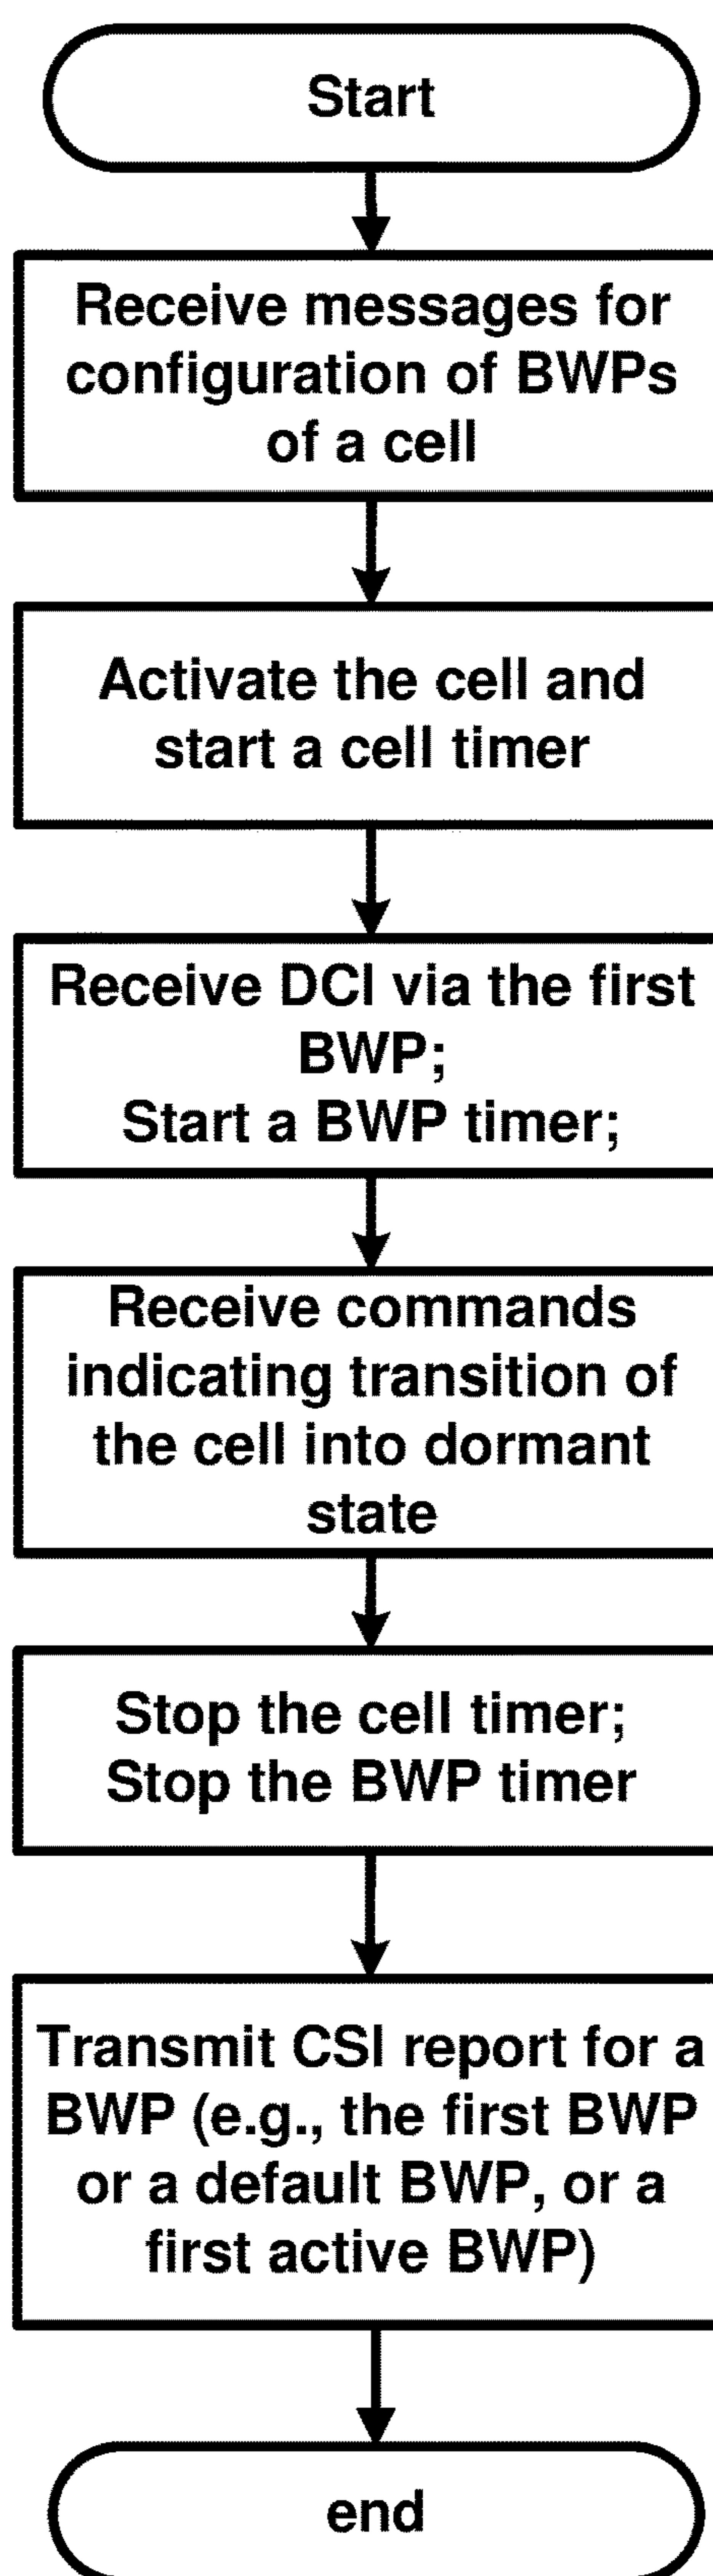 Start
Receive messages for
configuration of BWPs
of a cell
Activate the cell and
start a cell timer
Receive DCI via the first
BWP;
Start a BWP timer;
Receive commands
indicating transition of
the cell into dormant
state
Stop the cell timer;
Stop the BWP timer
Transmit CSI report for a
BWP (e.g., the first BWP
or a default BWP, or a
first active BWP)
end